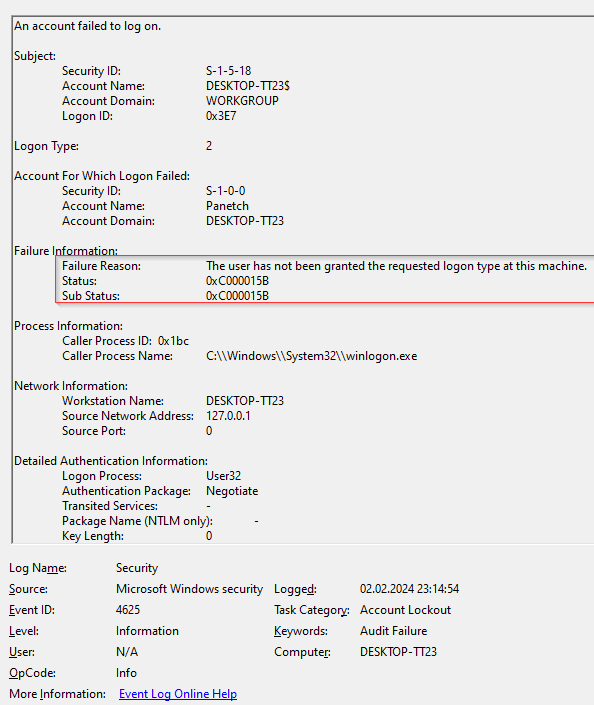 An account failed to log on.
Subject:
Security ID: S-1-5-18
Account Name: DESKTOP-TT23$
Account Domain: WORKGROUP
Logon ID: 0x3E7
Logon Type: 2
Account For Which Logon Failed:
Security ID: S-1-0-0
Account Name: Panetch
Account Domain: DESKTOP-TT23
Failure Information:
Failure Reason: The user has not been granted the requested logon type at this machine.
Status: 0xC000015B
Sub Status: 0xC000015B
Process Information:
Caller Process ID: 0x1bc
Caller Process Name: C:\\Windows\\System32\\winlogon.exe
Network Information:
Workstation Name: DESKTOP-TT23
Source Network Address: 127.0.0.1
Source Port: 0
Detailed Authentication Information:
Logon Process: User32
Authentication Package: Negotiate
Transited Services: -
Package Name (NTLM only): -
Key Length: 0
Log Name: Security
Source: Microsoft Windows security Logged: 02.02.2024 23:14:54
Event ID: 4625 Task Category: Account Lockout
Level: Information Keywords: Audit Failure
User: N/A Computer: DESKTOP-TT23
OpCode: Info
More Information: Event Log Online Help